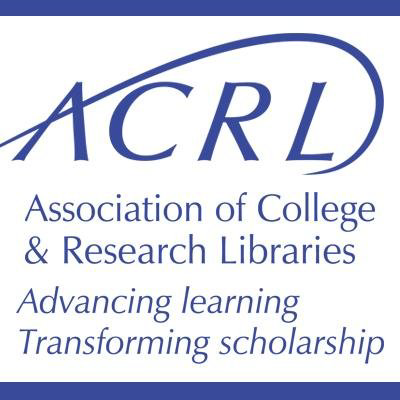 ACRL
Association of College
& Research Libraries
Advancing learning
Transforming scholarship